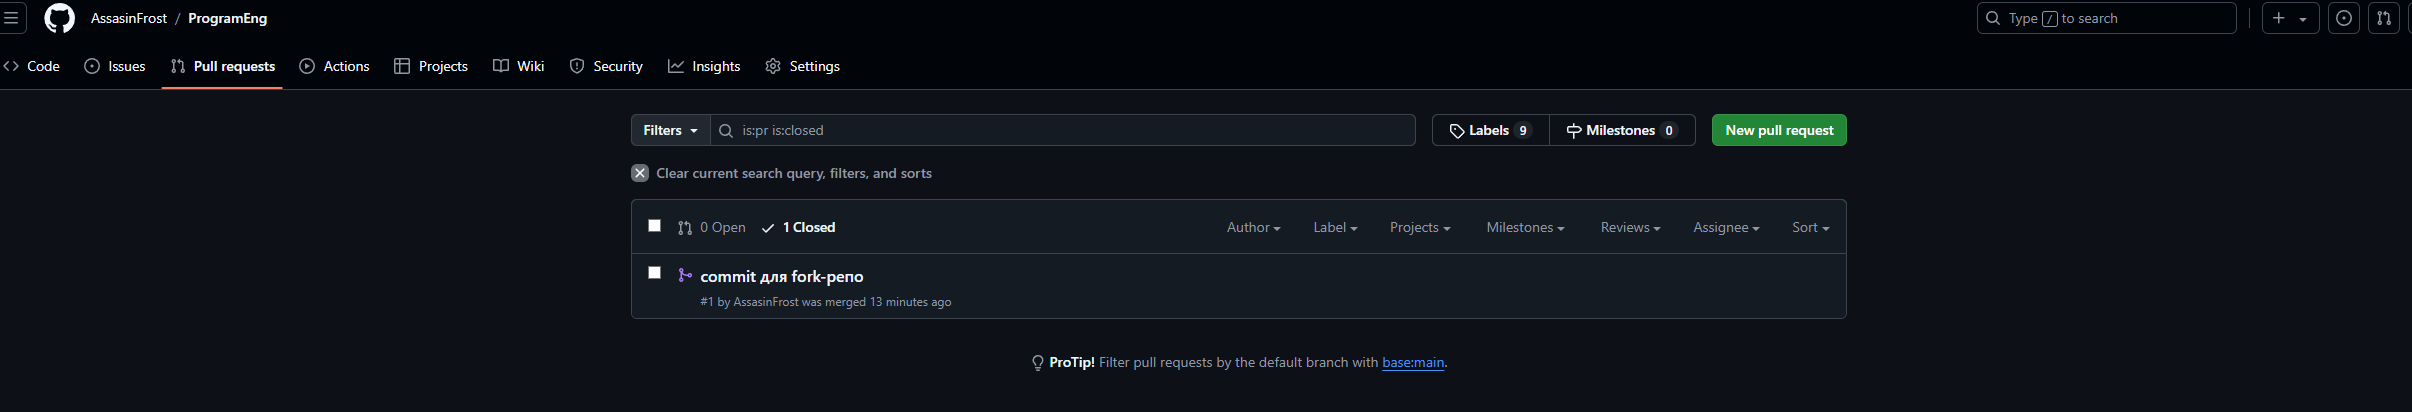 AssasinFrost / ProgramEng
Type / to search
Code Issues Pull requests Actions Projects Wiki Security Insights Settings
Filters is:pr is:closed Labels 9 Milestones 0 New pull request
Clear current search query, filters, and sorts
0 Open 1 Closed Author Label Projects Milestones Reviews Assignee Sort
commit для fork-репо
#1 by AssasinFrost was merged 13 minutes ago
ProTip! Filter pull requests by the default branch with base:main.